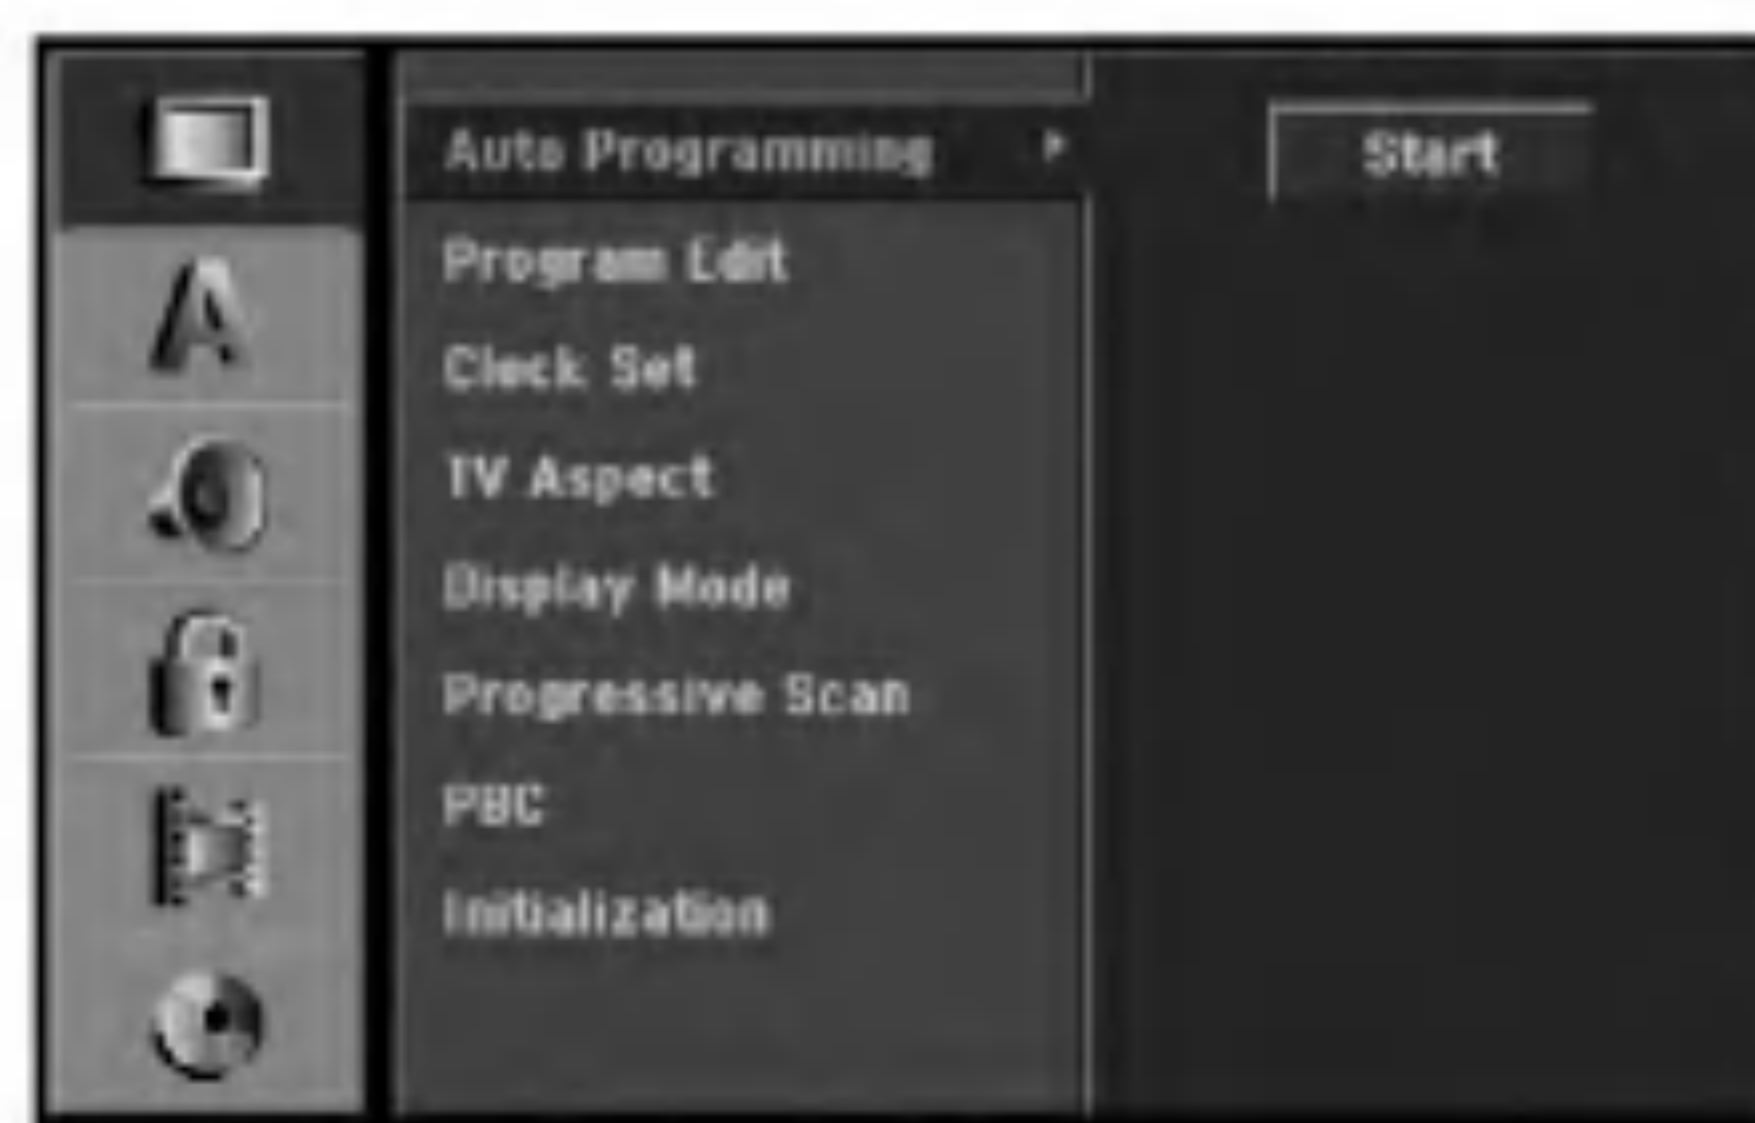 Auto Programming
Start
Program Edit
Clock Set
TV Aspect
Display Mode
Progressive Scan
PBC
Initialization